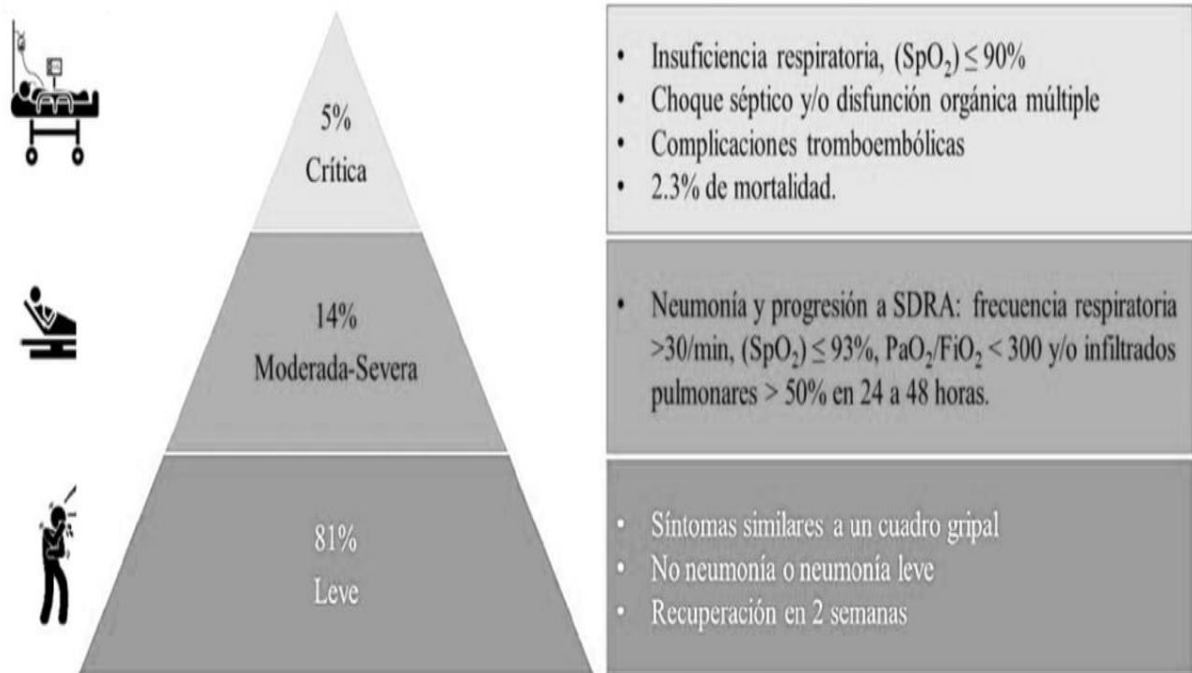 5%
Crítica
• Insuficiencia respiratoria, (SpO₂) ≤ 90%
• Choque séptico y/o disfunción orgánica múltiple
• Complicaciones tromboembólicas
• 2.3% de mortalidad.
14%
Moderada-Severa
• Neumonía y progresión a SDRA: frecuencia respiratoria
>30/min, (SpO₂) ≤ 93%, PaO₂/FiO₂ < 300 y/o infiltrados
pulmonares > 50% en 24 a 48 horas.
81%
Leve
• Síntomas similares a un cuadro gripal
• No neumonía o neumonía leve
• Recuperación en 2 semanas